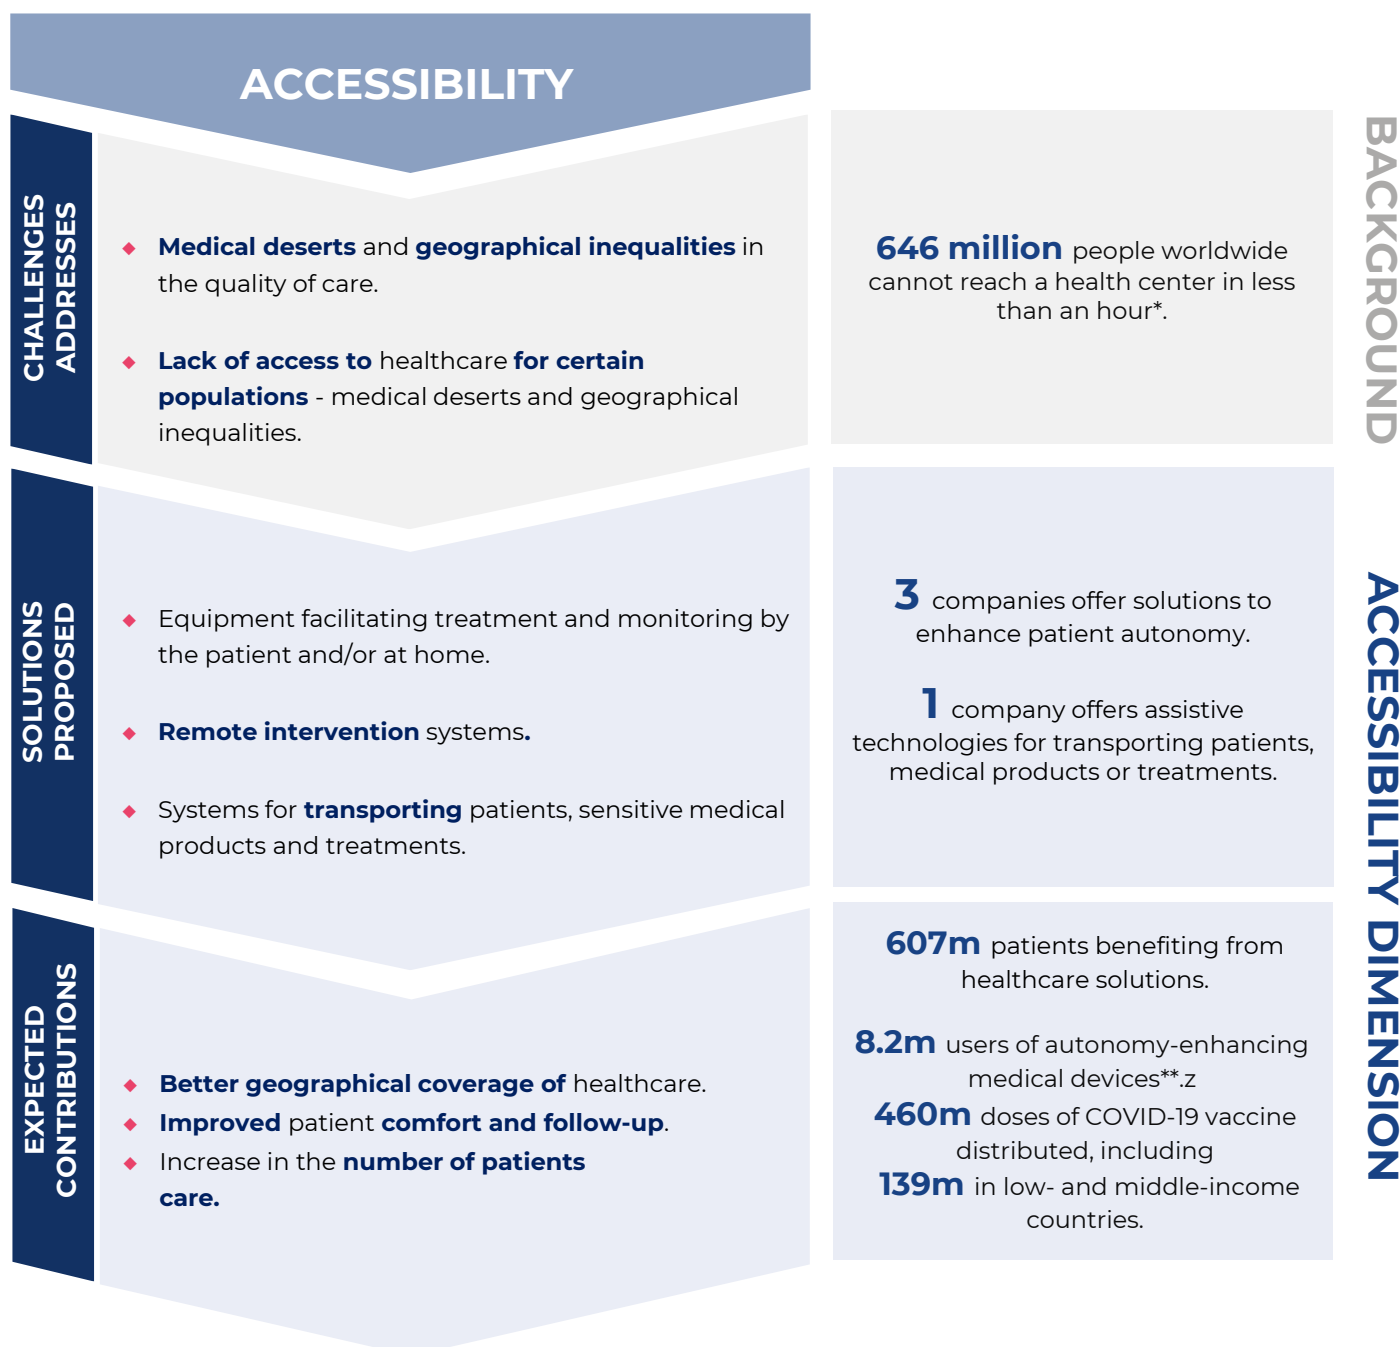 ACCESSIBILITY
CHALLENGES
ADDRESSES
Medical deserts and geographical inequalities in
the quality of care.
Lack of access to healthcare for certain
populations - medical deserts and geographical
inequalities.
646 million people worldwide
cannot reach a health center in less
than an hour*.
BACKGROUND
SOLUTIONS
PROPOSED
Equipment facilitating treatment and monitoring by
the patient and/or at home.
Remote intervention systems.
Systems for transporting patients, sensitive medical
products and treatments.
3 companies offer solutions to
enhance patient autonomy.
1 company offers assistive
technologies for transporting patients,
medical products or treatments.
ACCESSIBILITY DIMENSION
EXPECTED
CONTRIBUTIONS
Better geographical coverage of healthcare.
Improved patient comfort and follow-up.
Increase in the number of patients
care.
607m patients benefiting from
healthcare solutions.
8.2m users of autonomy-enhancing
medical devices**.z
460m doses of COVID-19 vaccine
distributed, including
139m in low- and middle-income
countries.